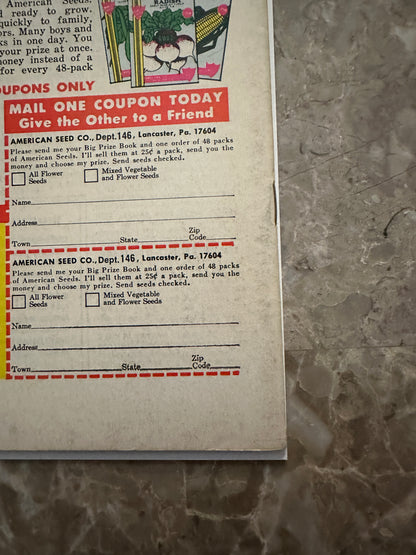 American Seeds.
d ready to grow.
quickly to family,
ors. Many boys and
ks in one day. You
your prize at once.
money instead of a
for every 48-pack
RADISH
OUPONS ONLY
MAIL ONE COUPON TODAY
Give the Other to a Friend
AMERICAN SEED CO., Dept. 146, Lancaster, Pa. 17604
Please send me your Big Prize Book and one order of 48 packs
of American Seeds. I'll sell them at 25¢ a pack, send you the
money and choose my prize. Send seeds checked.
All Flower Seeds
Mixed Vegetable and Flower Seeds
Name
Address
Town State Zip Code
AMERICAN SEED CO., Dept. 146, Lancaster, Pa. 17604
Please send me your Big Prize Book and one order of 48 packs
of American Seeds. I'll sell them at 25¢ a pack, send you the
money and choose my prize. Send seeds checked.
All Flower Seeds
Mixed Vegetable and Flower Seeds
Name
Address
Town State Zip Code